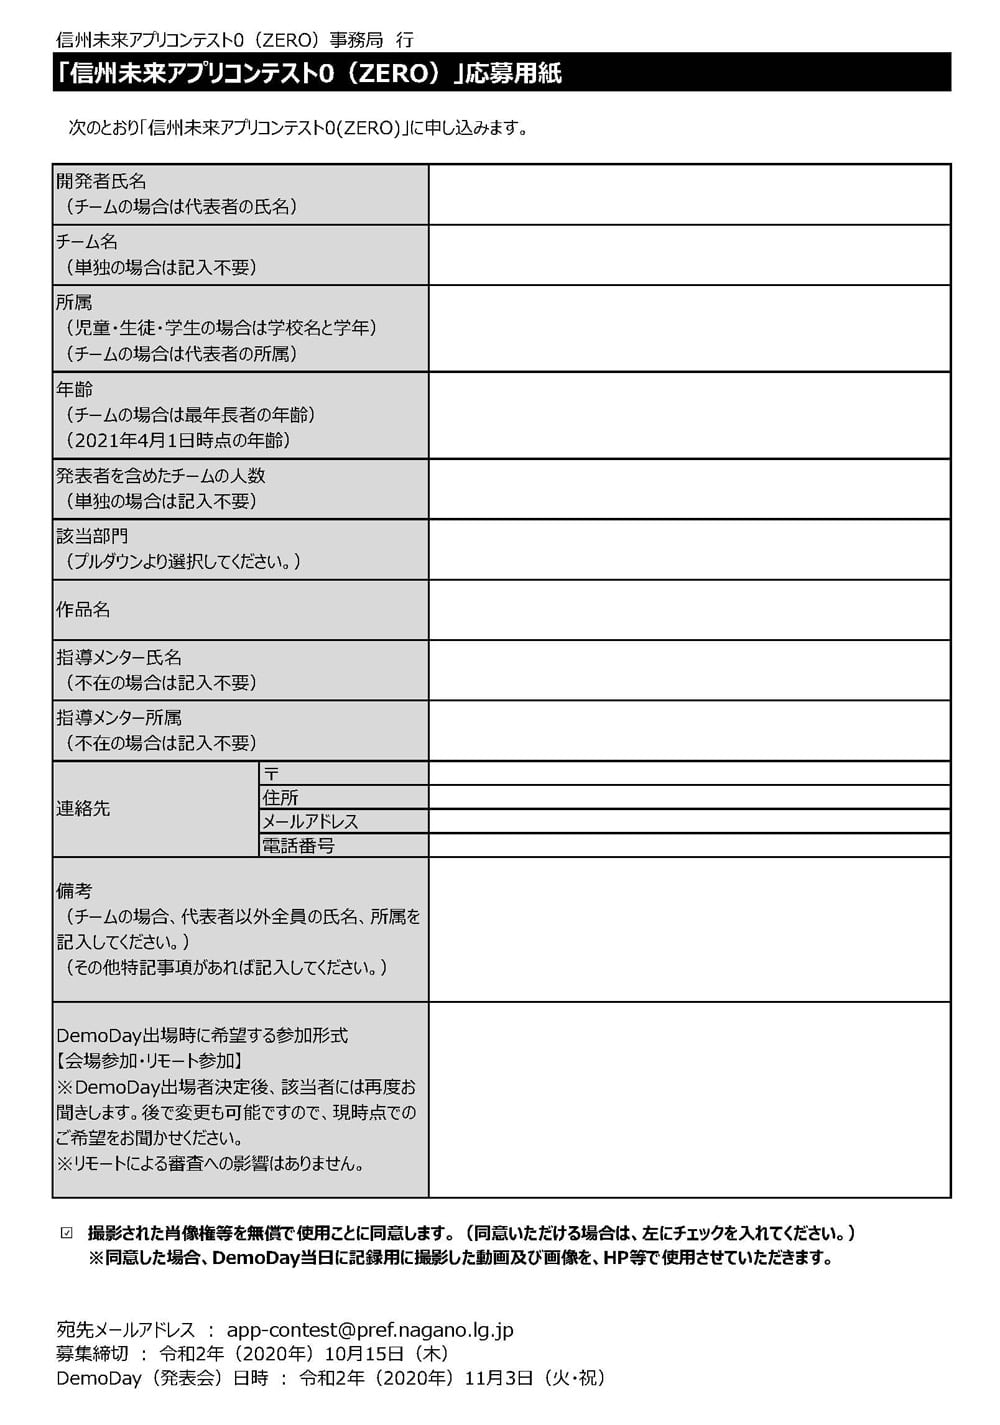 信州未来アプリコンテスト0（ZERO）事務局　行
「信州未来アプリコンテスト0（ZERO）」応募用紙
次のとおり「信州未来アプリコンテスト0(ZERO)」に申し込みます。
開発者氏名
（チームの場合は代表者の氏名）
チーム名
（単独の場合は記入不要）
所属
（児童・生徒・学生の場合は学校名と学年）
（チームの場合は代表者の所属）
年齢
（チームの場合は最年長者の年齢）
（2021年4月1日時点の年齢）
発表者を含めたチームの人数
（単独の場合は記入不要）
該当部門
（プルダウンより選択してください。）
作品名
指導メンター氏名
（不在の場合は記入不要）
指導メンター所属
（不在の場合は記入不要）
連絡先
〒
住所
メールアドレス
電話番号
備考
（チームの場合、代表者以外全員の氏名、所属を
記入してください。）
（その他特記事項があれば記入してください。）
DemoDay出場時に希望する参加形式
【会場参加・リモート参加】
※DemoDay出場者決定後、該当者には再度お
聞きします。後で変更も可能ですので、現時点での
ご希望をお聞かせください。
※リモートによる審査への影響はありません。
☑ 撮影された肖像権等を無償で使用ことに同意します。（同意いただける場合は、左にチェックを入れてください。）
※同意した場合、DemoDay当日に記録用に撮影した動画及び画像を、HP等で使用させていただきます。
宛先メールアドレス ： app-contest@pref.nagano.lg.jp
募集締切 ： 令和2年（2020年）10月15日（木）
DemoDay（発表会）日時 ： 令和2年（2020年）11月3日（火・祝）